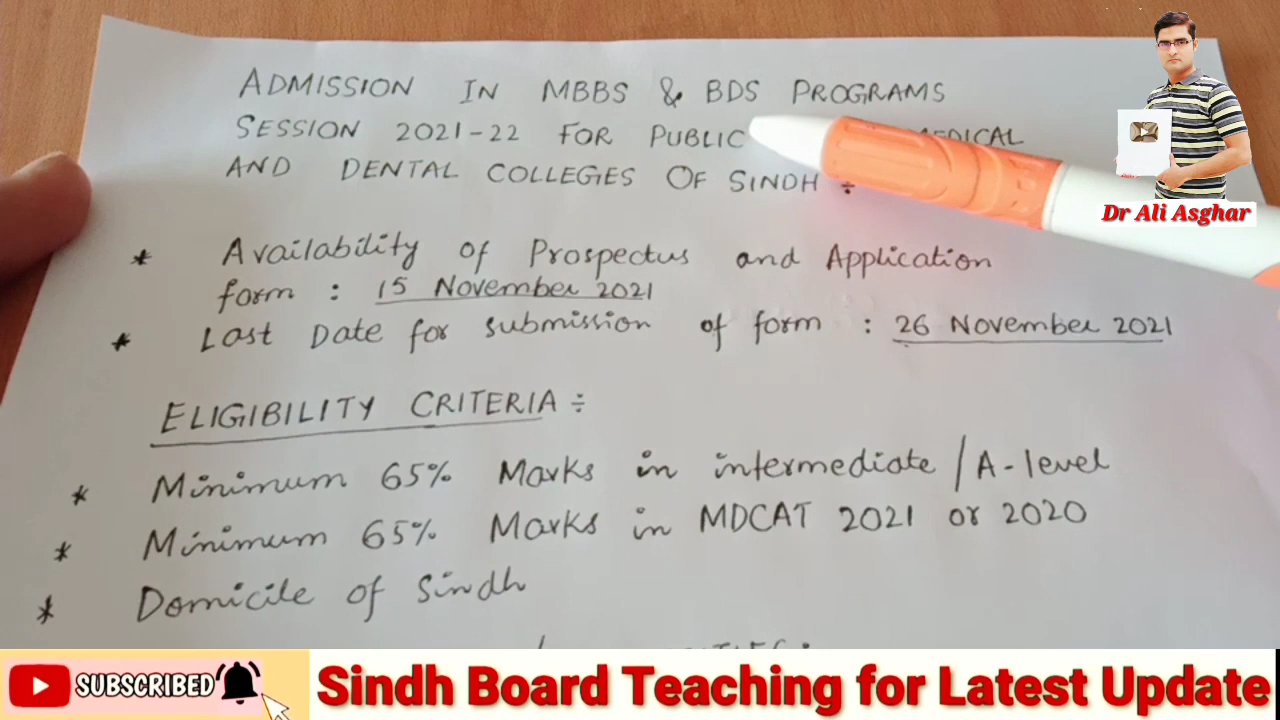 ADMISSION IN MBBS & BDS PROGRAMS
SESSION 2021-22 FOR PUBLIC MEDICAL
AND DENTAL COLLEGIES OF SINDH ÷
* Availability of Prospectus and Application
form : 15 November 2021
* Last Date for submission of form : 26 November 2021
ELIGIBILITY CRITERIA ÷
* Minimum 65% Marks in intermediate / A-level
* Minimum 65% Marks in MDCAT 2021 or 2020
* Domicile of Sindh
Dr Ali Asghar
SUBSCRIBED
Sindh Board Teaching for Latest Update